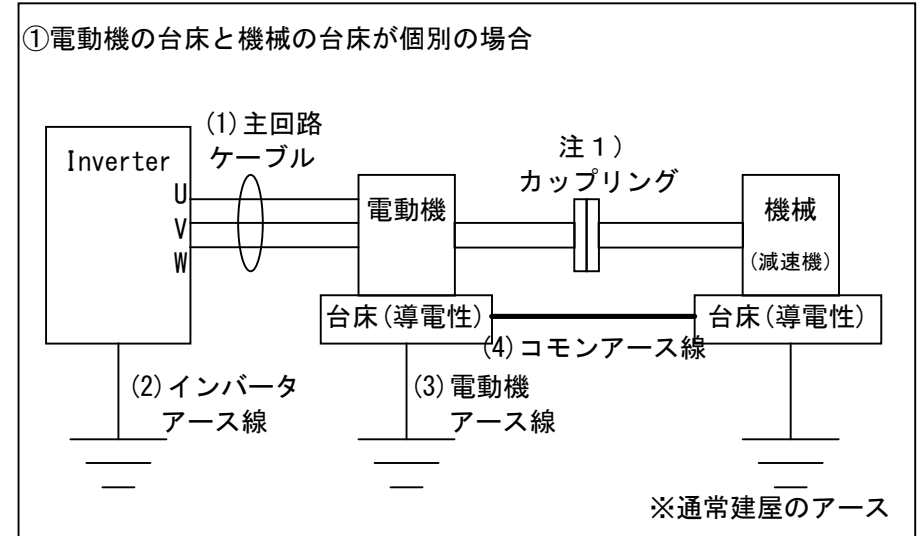 ①電動機の台床と機械の台床が個別の場合
(1)主回路
ケーブル
注1)
カップリング
Inverter
U
V
W
電動機
機械
(減速機)
台床(導電性)
台床(導電性)
(4)コモンアース線
(2)インバータ
アース線
(3)電動機
アース線
※通常建屋のアース